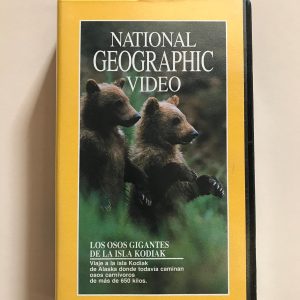 NATIONAL
GEOGRAPHIC
VIDEO
LOS OSOS GIGANTES
DE LA ISLA KODIAK
Viaje a la isla Kodiak
de Alaska donde todavía caminan
osos carnívoros
de más de 650 kilos.